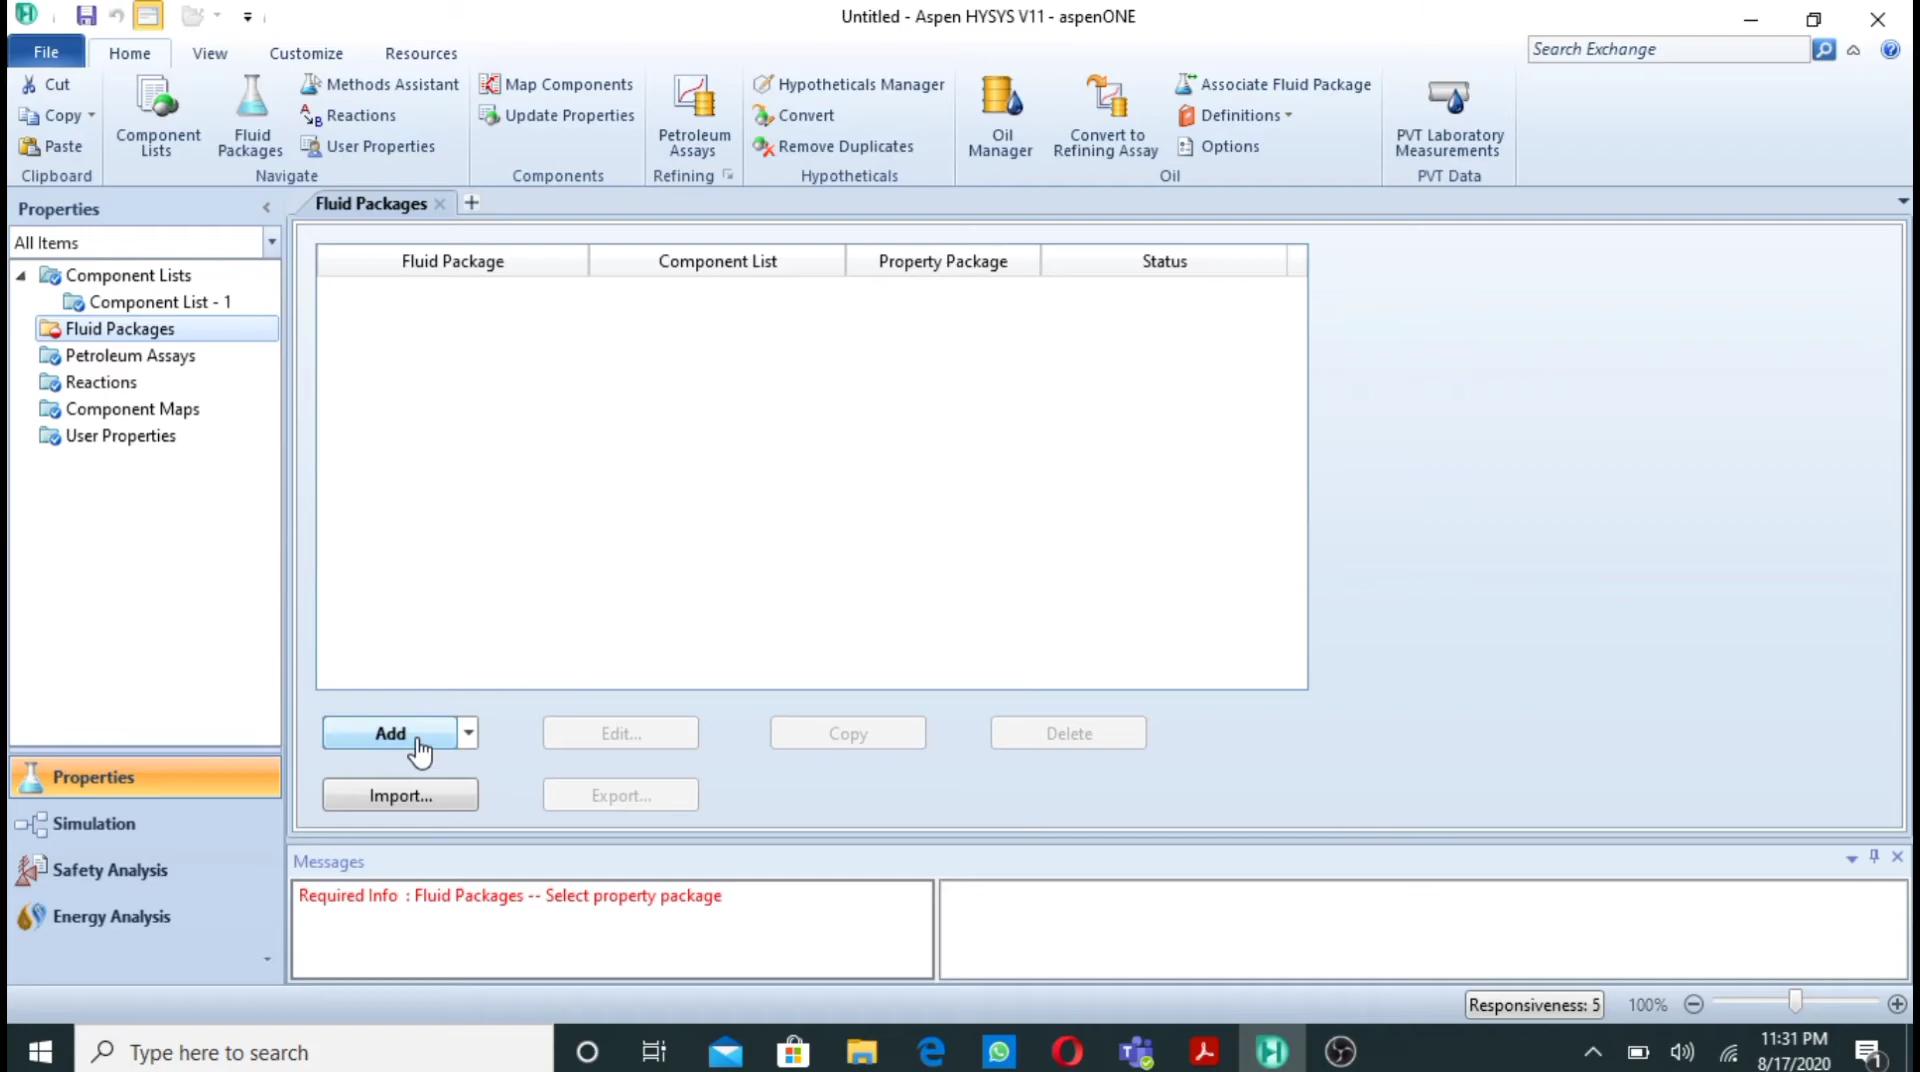 Untitled - Aspen HYSYS V11 - aspenONE
File
Home
View
Customize
Resources
Search Exchange
Cut
Copy
Paste
Clipboard
Component Lists
Fluid Packages
Methods Assistant
Reactions
User Properties
Navigate
Map Components
Update Properties
Components
Petroleum Assays
Refining
Hypotheticals Manager
Convert
Remove Duplicates
Hypotheticals
Oil Manager
Convert to Refining Assay
Associate Fluid Package
Definitions
Options
Oil
PVT Laboratory Measurements
PVT Data
Properties
All Items
Component Lists
Component List - 1
Fluid Packages
Petroleum Assays
Reactions
Component Maps
User Properties
Properties
Simulation
Safety Analysis
Energy Analysis
Fluid Packages
Fluid Package
Component List
Property Package
Status
Add
Edit...
Copy
Delete
Import...
Export...
Messages
Required Info : Fluid Packages -- Select property package
Responsiveness: 5
100%
Type here to search
11:31 PM
8/17/2020
1